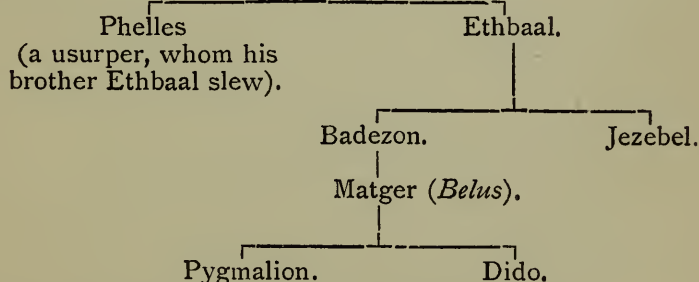 Phelles Ethbaal.
(a usurper, whom his
brother Ethbaal slew).
Badezon. Jezebel.
Matger (Belus).
Pygmalion. Dido.